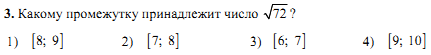 3. Какому промежутку принадлежит число √72 ?
1) [8; 9] 2) [7; 8] 3) [6; 7] 4) [9; 10]